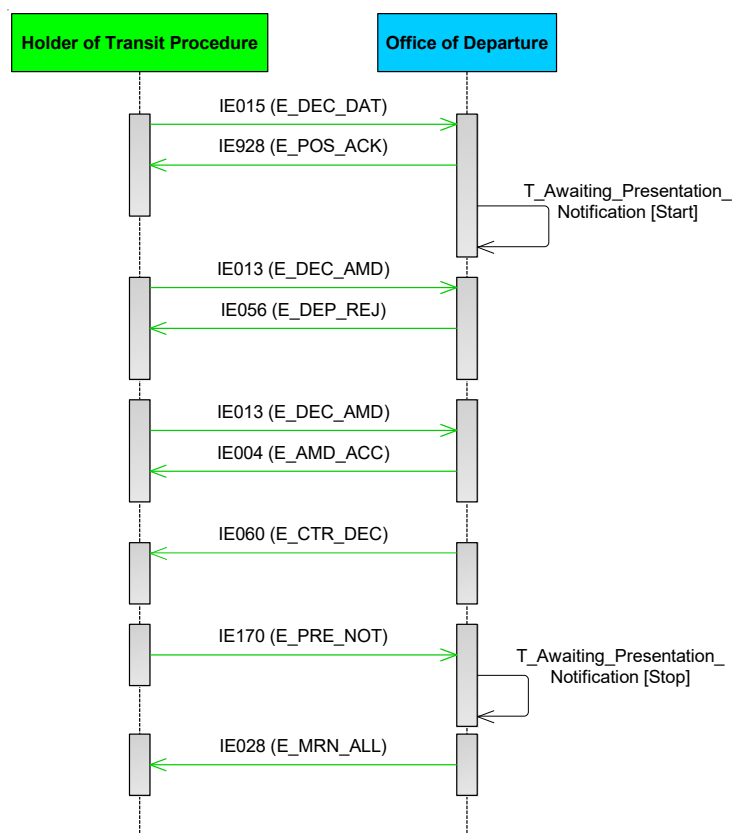 Holder of Transit Procedure
Office of Departure
IE015 (E_DEC_DAT)
IE928 (E_POS_ACK)
T_Awaiting_Presentation_
Notification [Start]
IE013 (E_DEC_AMD)
IE056 (E_DEP_REJ)
IE013 (E_DEC_AMD)
IE004 (E_AMD_ACC)
IE060 (E_CTR_DEC)
IE170 (E_PRE_NOT)
T_Awaiting_Presentation_
Notification [Stop]
IE028 (E_MRN_ALL)